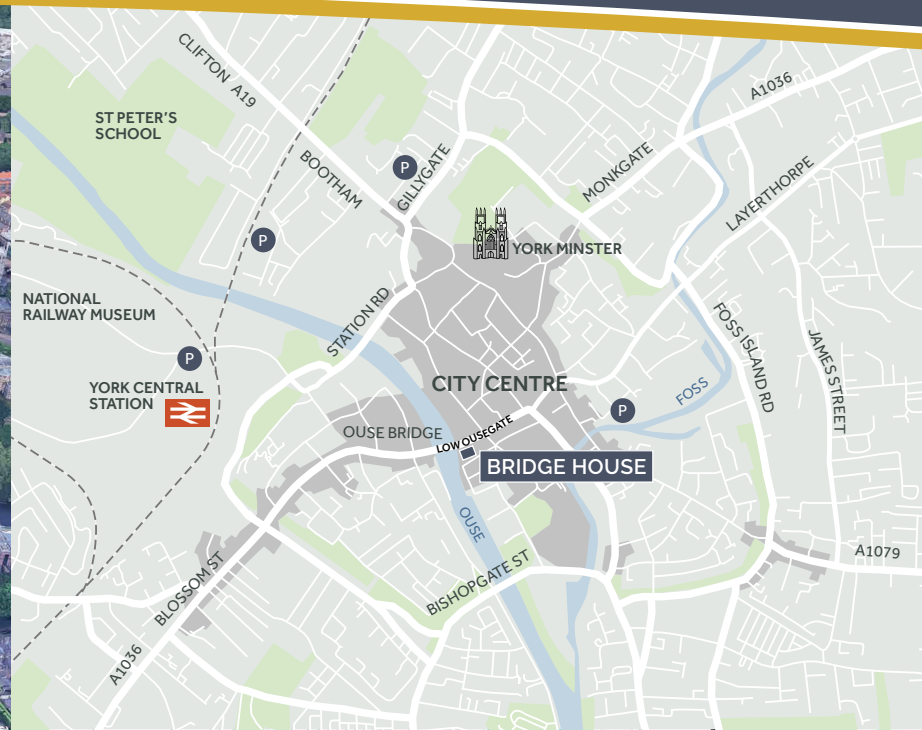 CLIFTON A19
A1036
ST PETER'S
SCHOOL
P
BOOTHAM
GILLYGATE
MONKGATE
LAYERTHORPE
P
YORK MINSTER
NATIONAL
RAILWAY MUSEUM
STATION RD
FOSS ISLAND RD
JAMES STREET
P
YORK CENTRAL
STATION
CITY CENTRE
FOSS
P
OUSE BRIDGE
LOW OUSEGATE
BRIDGE HOUSE
OUSE
A1079
BLOSSOM ST
BISHOPGATE ST
A1036